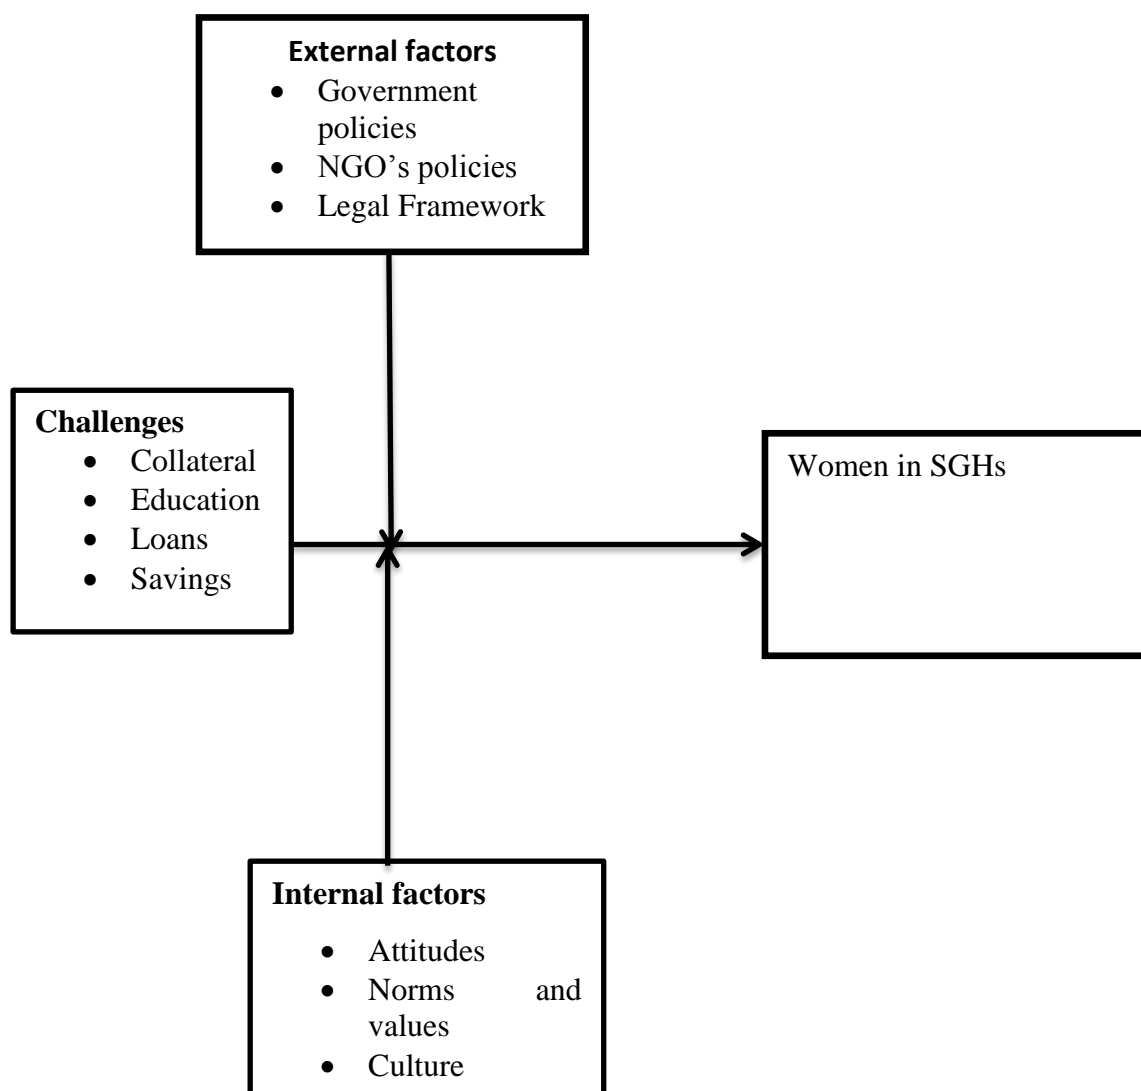 External factors
• Government
policies
• NGO’s policies
• Legal Framework
Challenges
• Collateral
• Education
• Loans
• Savings
Women in SGHs
Internal factors
• Attitudes
• Norms and
values
• Culture